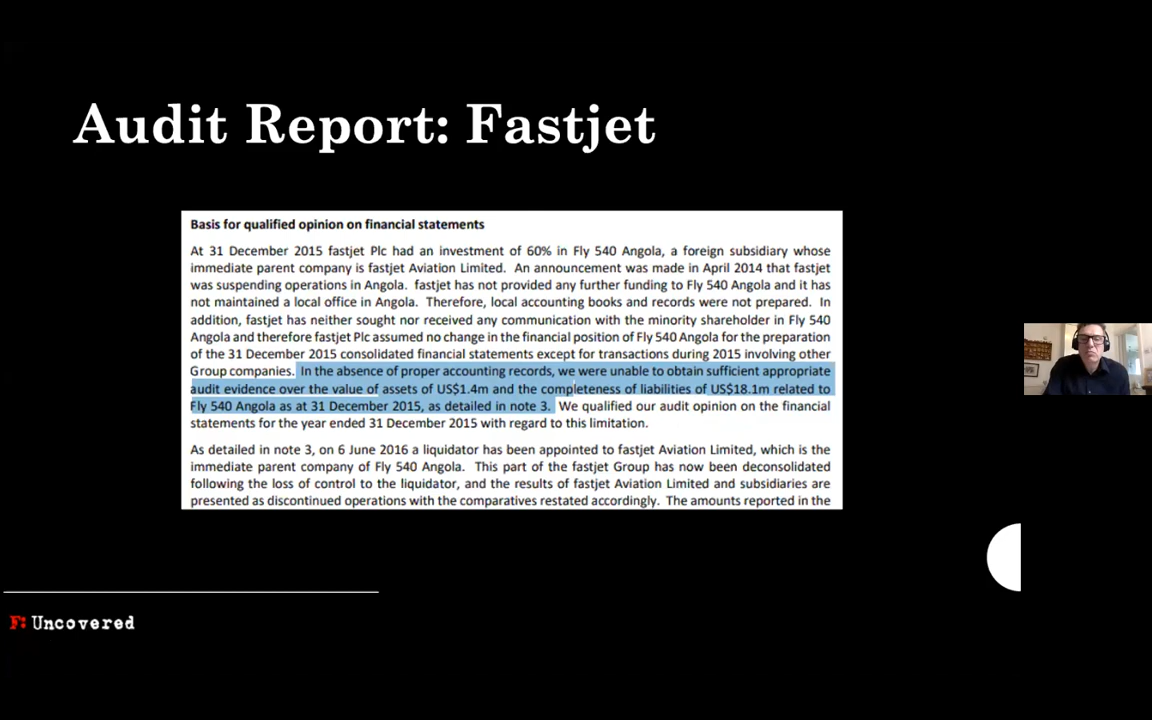 Audit Report: Fastjet
Basis for qualified opinion on financial statements
At 31 December 2015 fastjet Plc had an investment of 60% in Fly 540 Angola, a foreign subsidiary whose
immediate parent company is fastjet Aviation Limited. An announcement was made in April 2014 that fastjet
was suspending operations in Angola. fastjet has not provided any further funding to Fly 540 Angola and it has
not maintained a local office in Angola. Therefore, local accounting books and records were not prepared. In
addition, fastjet has neither sought nor received any communication with the minority shareholder in Fly 540
Angola and therefore fastjet Plc assumed no change in the financial position of Fly 540 Angola for the preparation
of the 31 December 2015 consolidated financial statements except for transactions during 2015 involving other
Group companies. In the absence of proper accounting records, we were unable to obtain sufficient appropriate
audit evidence over the value of assets of US$1.4m and the completeness of liabilities of US$18.1m related to
Fly 540 Angola as at 31 December 2015, as detailed in note 3. We qualified our audit opinion on the financial
statements for the year ended 31 December 2015 with regard to this limitation.
As detailed in note 3, on 6 June 2016 a liquidator has been appointed to fastjet Aviation Limited, which is the
immediate parent company of Fly 540 Angola. This part of the fastjet Group has now been deconsolidated
following the loss of control to the liquidator, and the results of fastjet Aviation Limited and subsidiaries are
presented as discontinued operations with the comparatives restated accordingly. The amounts reported in the
F: Uncovered